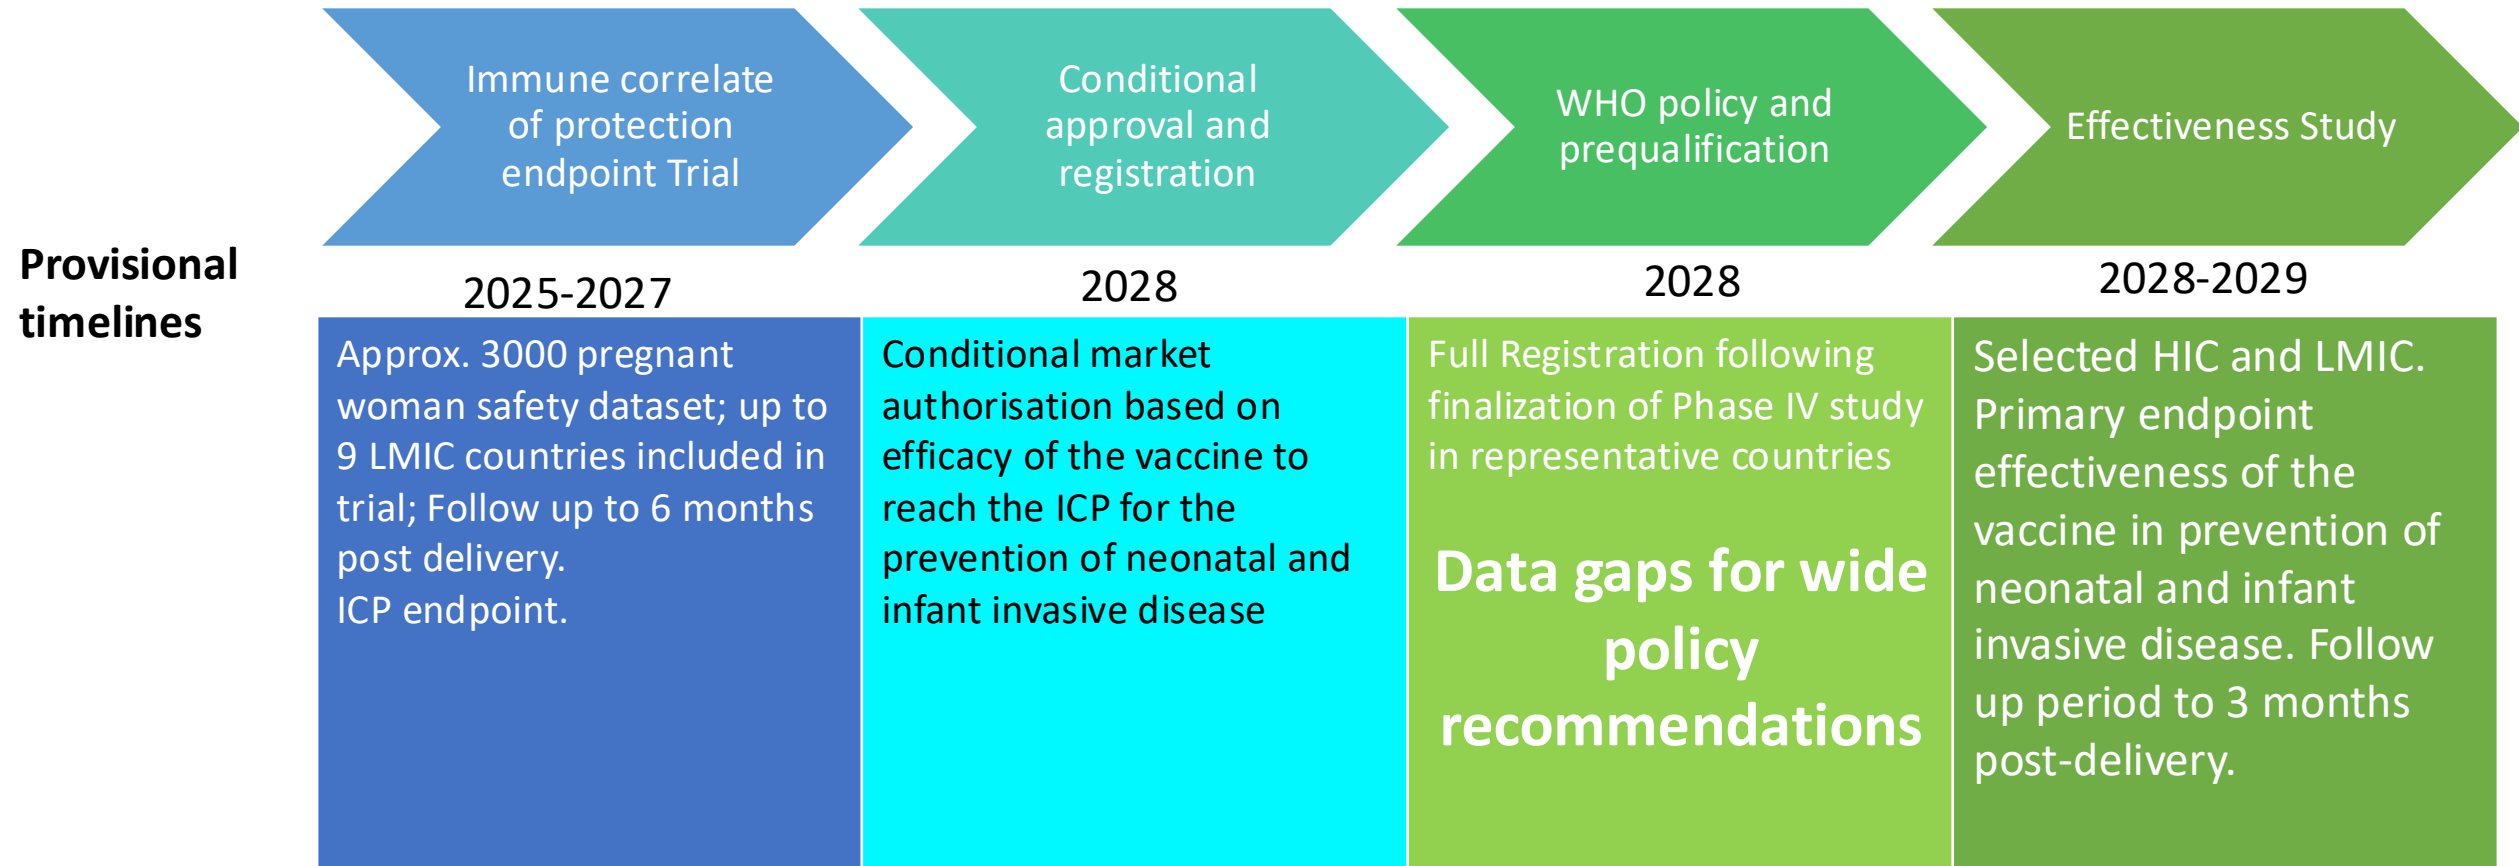 Immune correlate
of protection
endpoint Trial
Conditional
approval and
registration
WHO policy and
prequalification
Effectiveness Study
Provisional
timelines
2025-2027
2028
2028
2028-2029
Approx. 3000 pregnant
woman safety dataset; up to
9 LMIC countries included in
trial; Follow up to 6 months
post delivery.
ICP endpoint.
Conditional market
authorisation based on
efficacy of the vaccine to
reach the ICP for the
prevention of neonatal and
infant invasive disease
Full Registration following
finalization of Phase IV study
in representative countries
Data gaps for wide
policy
recommendations
Selected HIC and LMIC.
Primary endpoint
effectiveness of the
vaccine in prevention of
neonatal and infant
invasive disease. Follow
up period to 3 months
post-delivery.